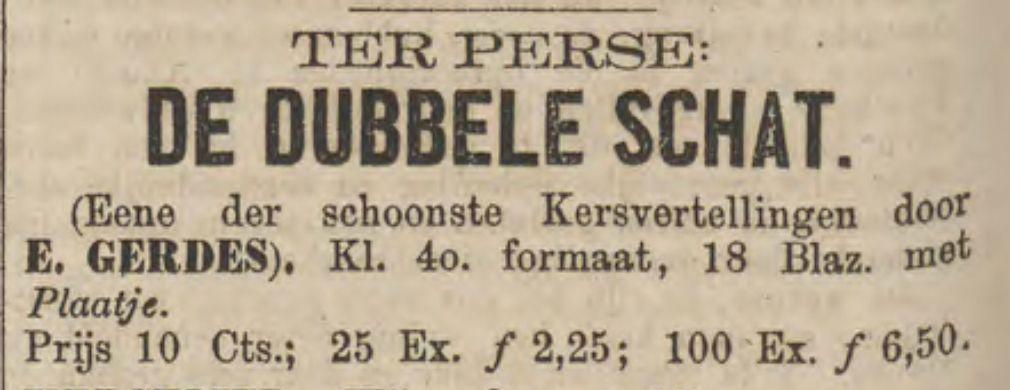 TER PERSE:
DE DUBBELE SCHAT.
(Eene der schoonste Kersvertellingen door
E. GERDES). Kl. 4o. formaat, 18 Blaz. met
Plaatje.
Prijs 10 Cts.; 25 Ex. f 2,25; 100 Ex. f 6,50.